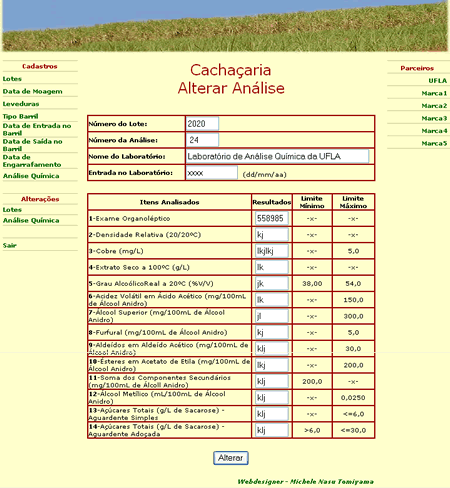 Cadastros
Lotes
Data de Moagem
Leveduras
Tipo Barril
Data de Entrada no
Barril
Data de Saída no
Barril
Data de
Engarrafamento
Análise Química
Alterações
Lotes
Análise Química
Sair
Cachaçaria
Alterar Análise
Número do Lote: 2020
Número da Análise: 24
Nome do Laboratório: Laboratório de Análise Química da UFLA
Entrada no Laboratório: xxxx (dd/mm/aa)
Itens Analisados Resultados Limite Mínimo Limite Máximo
1-Exame Organoléptico 558985 -x- -x-
2-Densidade Relativa (20/20ºC) kj -x- -x-
3-Cobre (mg/L) lkjlkj -x- 5,0
4-Extrato Seco a 100ºC (g/L) lk -x- -x-
5-Grau AlcoólicoReal a 20ºC (%V/V) jk 38,00 54,0
6-Acidez Volátil em Ácido Acético (mg/100mL
de Álcool Anidro) lk -x- 150,0
7-Álcool Superior (mg/100mL de Álcool
Anidro) jl -x- 300,0
8-Furfural (mg/100mL de Álcool Anidro) kj -x- 5,0
9-Aldeídos em Aldeído Acético (mg/100mL
de Álcool Anidro) klj -x- 30,0
10-Ésteres em Acetato de Etila (mg/100mL
de Álcool Anidro) lkj -x- 200,0
11-Soma dos Componentes Secundários
(mg/100mL de Álcoll Anidro) klj 200,0 -x-
12-Álcool Metílico (mL/100mL de Álcool
Anidro) klj -x- 0,0250
13-Açúcares Totais (g/L de Sacarose) -
Aguardente Simples klj -x- <=6,0
14-Açúcares Totais (g/L de Sacarose) -
Aguardente Adoçada klj >6,0 <=30,0
Alterar
Parceiros
UFLA
Marca1
Marca2
Marca3
Marca4
Marca5
Webdesigner - Michele Nasu Tomiyama